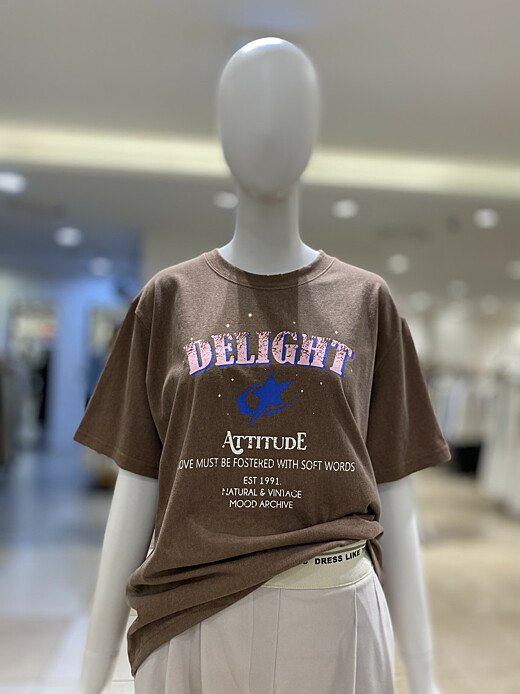 DELIGHT
ATTITUDE
LOVE MUST BE FOSTERED WITH SOFT WORDS
EST 1991.
NATURAL & VINTAGE
MOOD ARCHIVE
DRESS LIKE